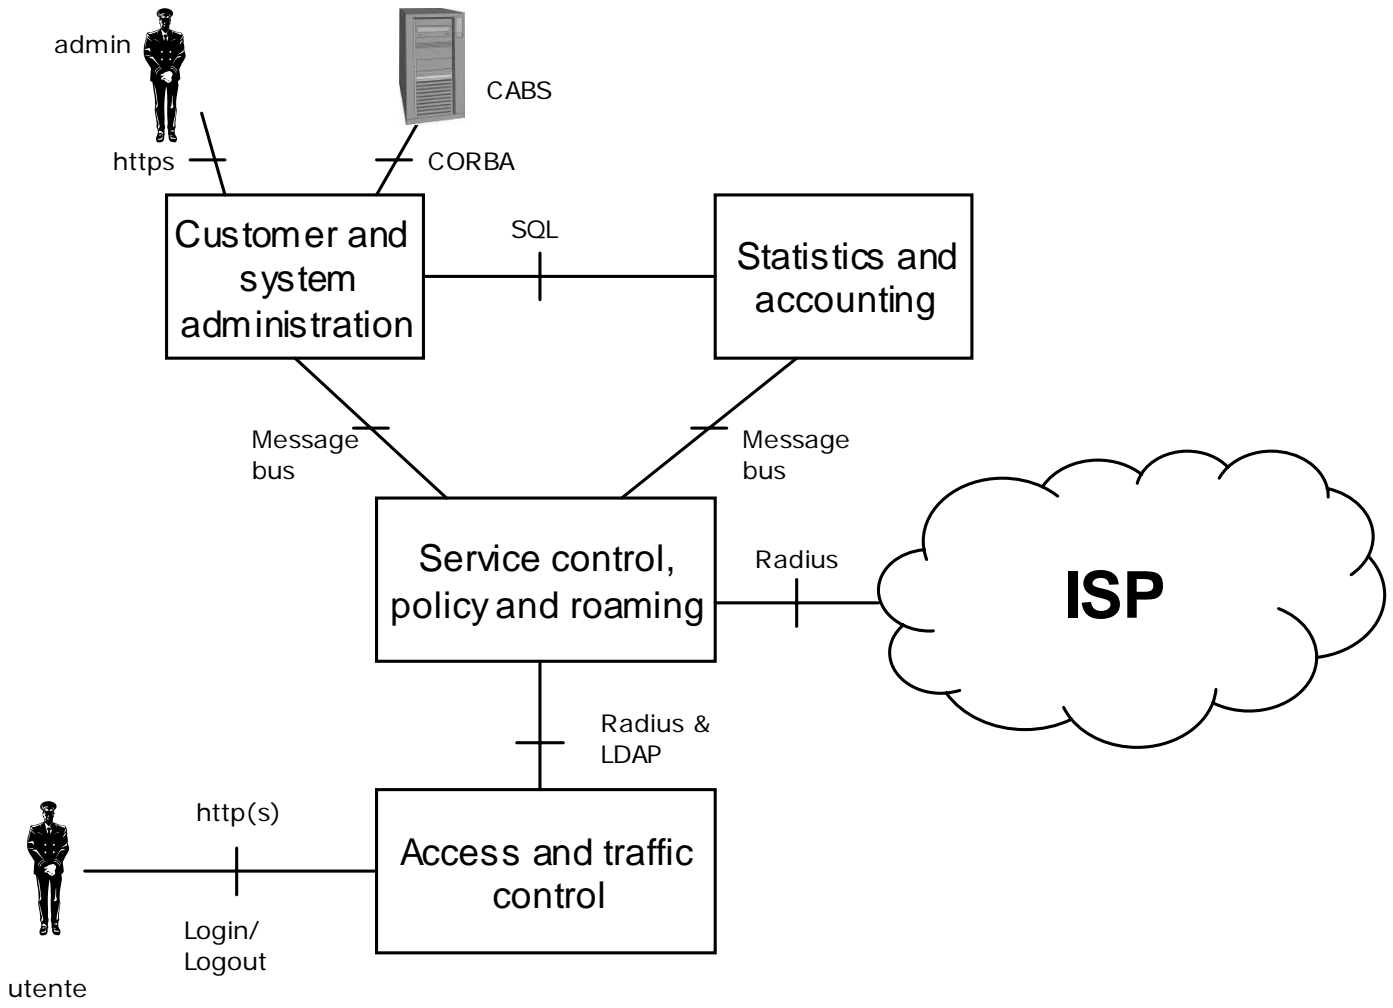 admin
CABS
https
CORBA
Customer and
system
administration
SQL
Statistics and
accounting
Message
bus
Message
bus
Service control,
policy and roaming
Radius
ISP
Radius &
LDAP
http(s)
Access and traffic
control
Login/
Logout
utente